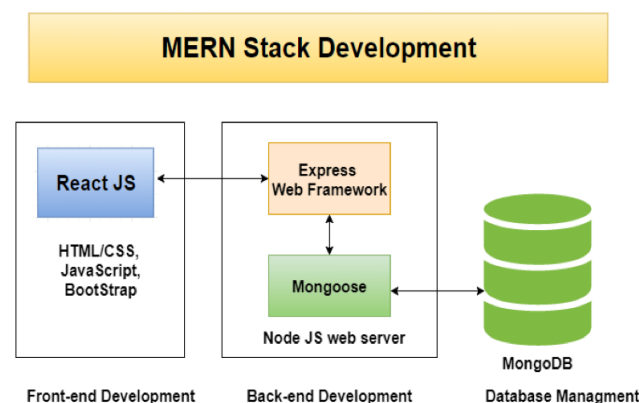 MERN Stack Development
React JS
HTML/CSS,
JavaScript,
BootStrap
Front-end Development
Express
Web Framework
Mongoose
Node JS web server
Back-end Development
MongoDB
Database Managment